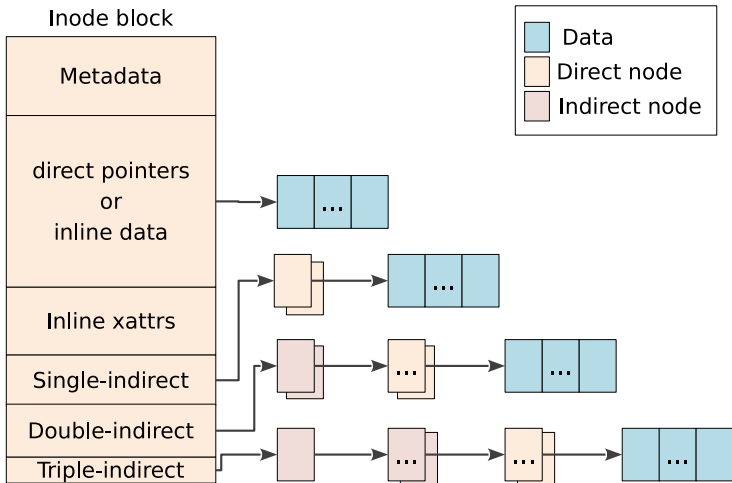 Inode block
Metadata
direct pointers
or
inline data
Inline xattrs
Single-indirect
Double-indirect
Triple-indirect
Data
Direct node
Indirect node
...
...
...
...
...
...
...